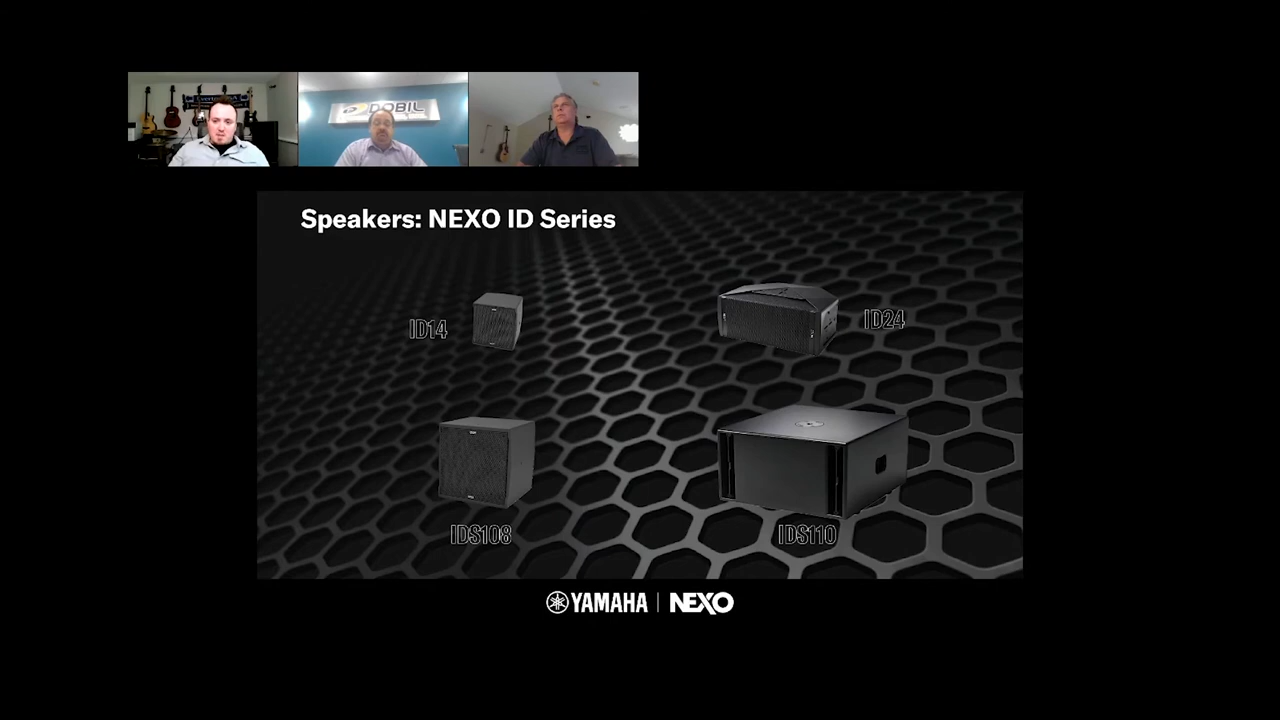 DOBIL
Speakers: NEXO ID Series
ID14
ID24
IDS108
IDS110
YAMAHA | NEXO